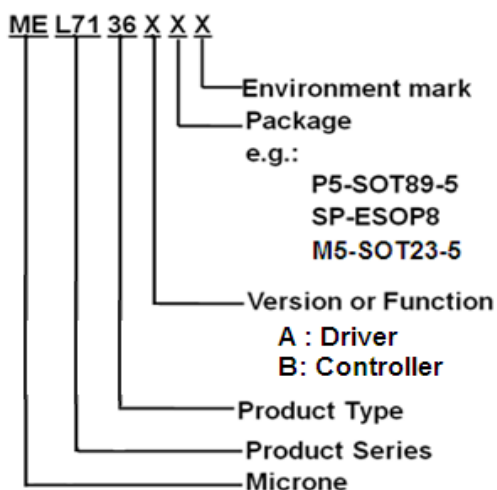 ME L71 36 X X X
Environment mark
Package
e.g.:
P5-SOT89-5
SP-ESOP8
M5-SOT23-5
Version or Function
A : Driver
B: Controller
Product Type
Product Series
Microne